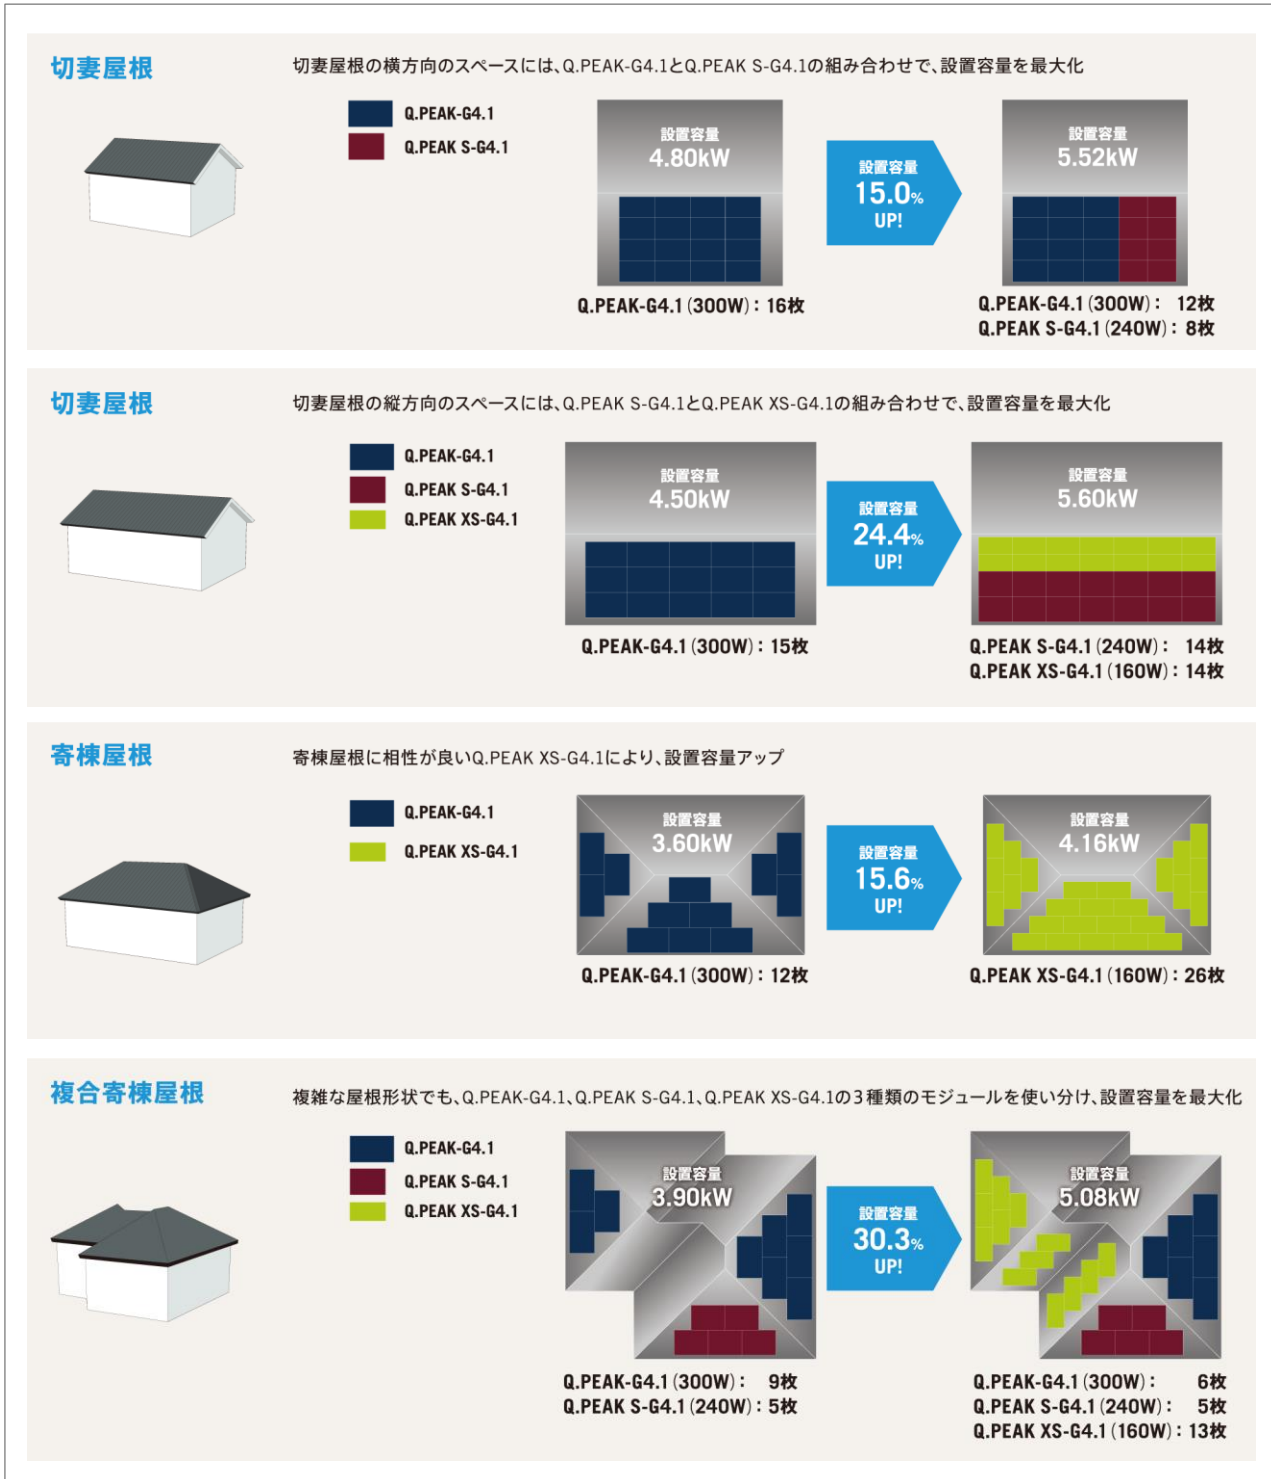 切妻屋根
切妻屋根の横方向のスペースには、Q.PEAK-G4.1とQ.PEAK S-G4.1の組み合わせで、設置容量を最大化
Q.PEAK-G4.1
Q.PEAK S-G4.1
設置容量
4.80kW
Q.PEAK-G4.1(300W):16枚
設置容量
15.0%
UP!
設置容量
5.52kW
Q.PEAK-G4.1(300W): 12枚
Q.PEAK S-G4.1(240W):8枚
切妻屋根
切妻屋根の縦方向のスペースには、Q.PEAK S-G4.1とQ.PEAK XS-G4.1の組み合わせで、設置容量を最大化
Q.PEAK-G4.1
Q.PEAK S-G4.1
Q.PEAK XS-G4.1
設置容量
4.50kW
Q.PEAK-G4.1(300W):15枚
設置容量
24.4%
UP!
設置容量
5.60kW
Q.PEAK S-G4.1(240W): 14枚
Q.PEAK XS-G4.1(160W):14枚
寄棟屋根
寄棟屋根に相性が良いQ.PEAK XS-G4.1により、設置容量アップ
Q.PEAK-G4.1
Q.PEAK XS-G4.1
設置容量
3.60kW
Q.PEAK-G4.1(300W):12枚
設置容量
15.6%
UP!
設置容量
4.16kW
Q.PEAK XS-G4.1(160W):26枚
複合寄棟屋根
複雑な屋根形状でも、Q.PEAK-G4.1、Q.PEAK S-G4.1、Q.PEAK XS-G4.1の3種類のモジュールを使い分け、設置容量を最大化
Q.PEAK-G4.1
Q.PEAK S-G4.1
Q.PEAK XS-G4.1
設置容量
3.90kW
Q.PEAK-G4.1(300W): 9枚
Q.PEAK S-G4.1(240W):5枚
設置容量
30.3%
UP!
設置容量
5.08kW
Q.PEAK-G4.1(300W): 6枚
Q.PEAK S-G4.1(240W): 5枚
Q.PEAK XS-G4.1(160W):13枚